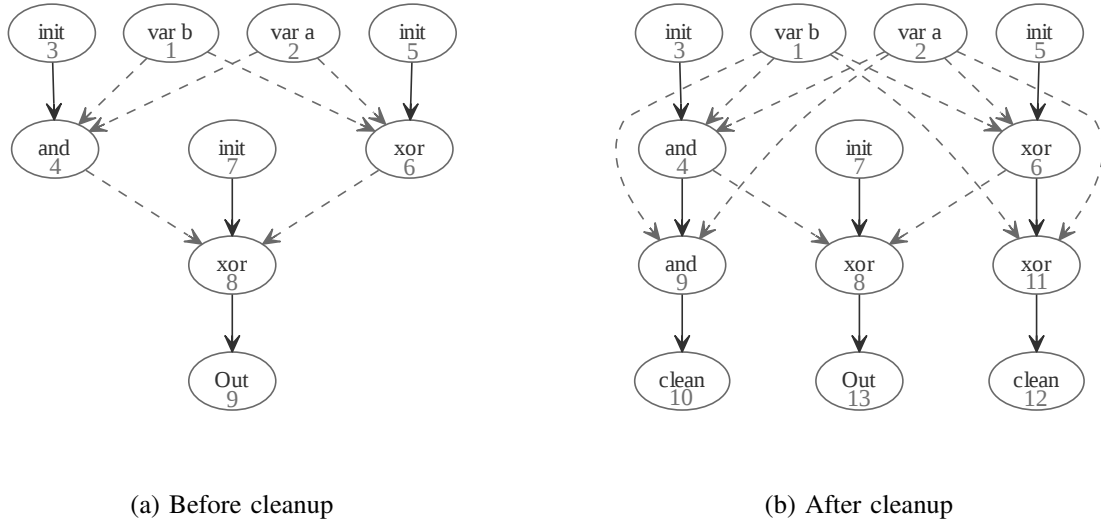 init var b var a init
3 1 2 5
and init xor
4 7 6
xor
8
Out
9
(a) Before cleanup
init var b var a init
3 1 2 5
and init xor
4 7 6
and xor xor
9 8 11
clean Out clean
10 13 12
(b) After cleanup